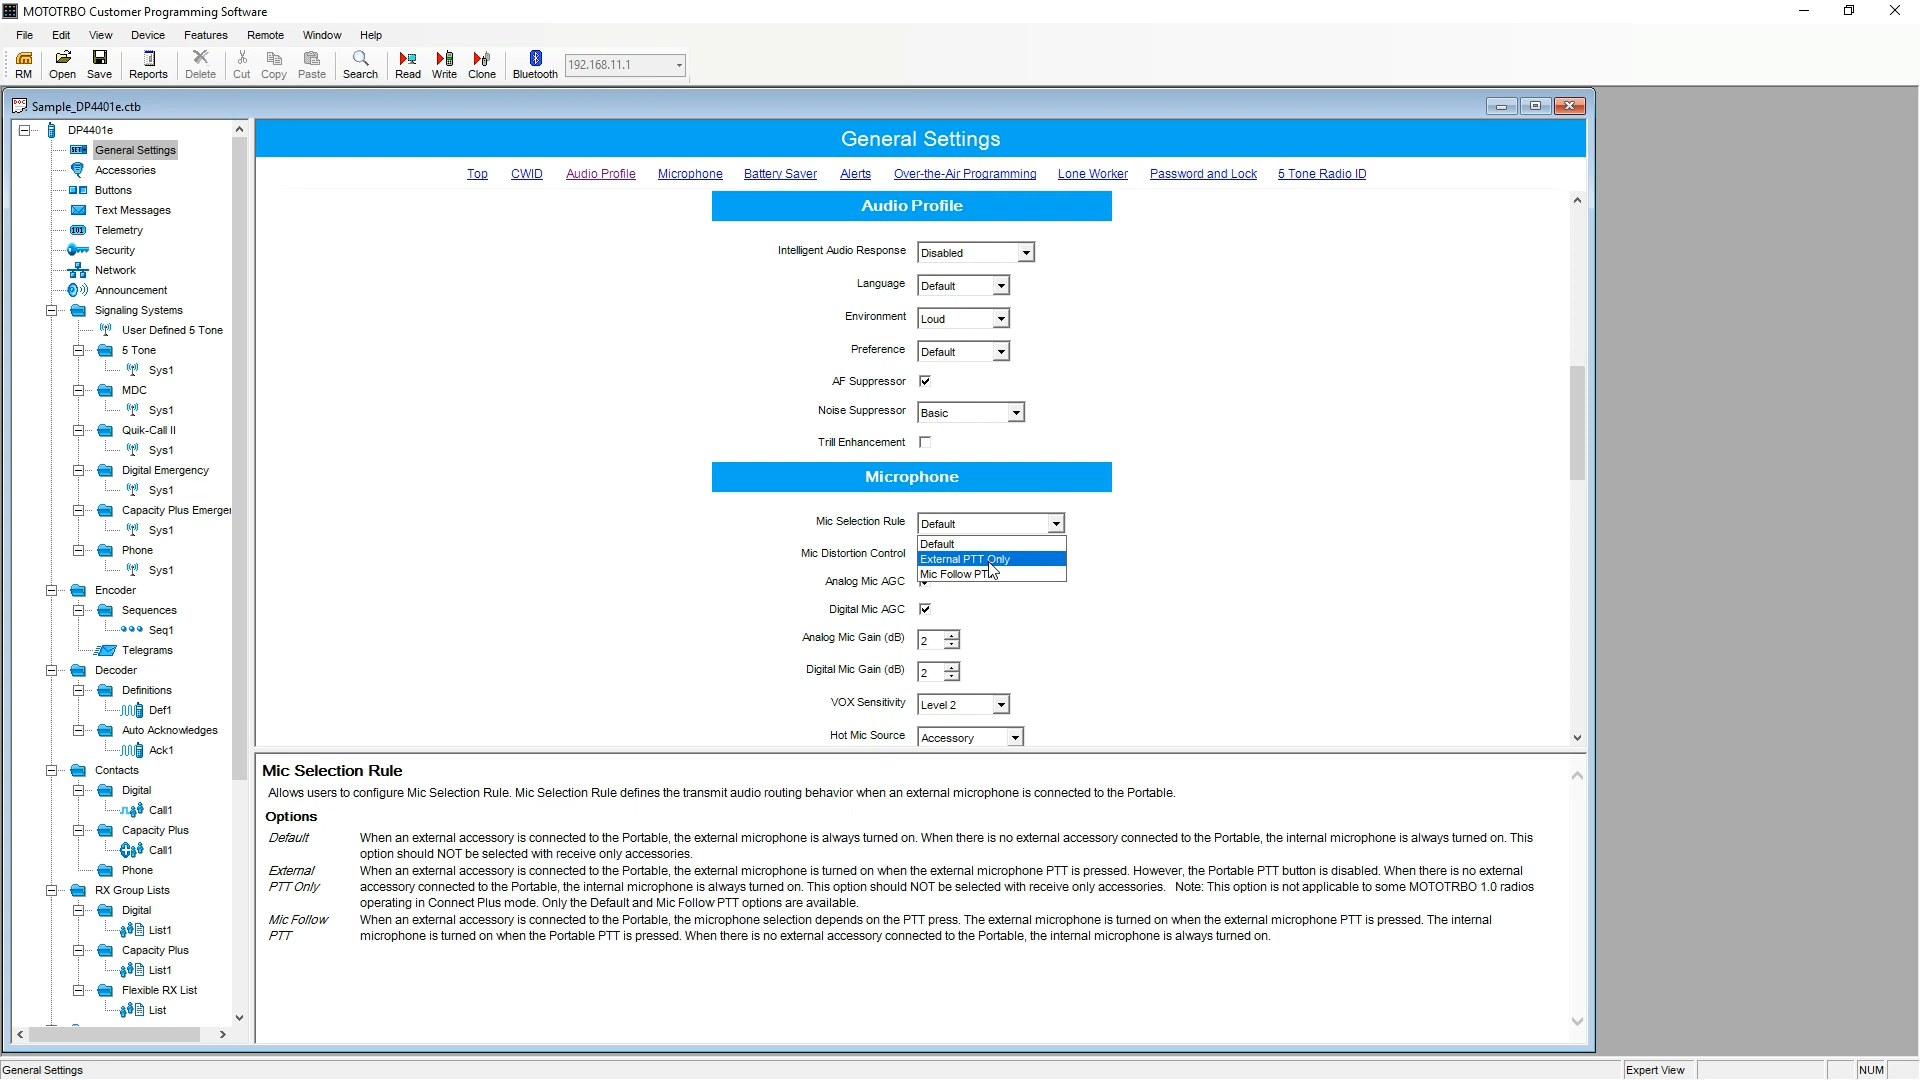 MOTOTRBO Customer Programming Software
File Edit View Device Features Remote Window Help
RM Open Save Reports Delete Cut Copy Paste Search Read Write Clone Bluetooth 192.168.11.1
Sample_DP4401e.ctb
DP4401e
General Settings
Accessories
Buttons
Text Messages
Telemetry
Security
Network
Announcement
Signaling Systems
User Defined 5 Tone
5 Tone
Sys1
MDC
Sys1
Quik-Call II
Sys1
Digital Emergency
Sys1
Capacity Plus Emerger
Sys1
Phone
Sys1
Encoder
Sequences
Seq1
Telegrams
Decoder
Definitions
Def1
Auto Acknowledges
Ack1
Contacts
Digital
Call1
Capacity Plus
Call1
Phone
RX Group Lists
Digital
List1
Capacity Plus
List1
Flexible RX List
List
General Settings
Top CWID Audio Profile Microphone Battery Saver Alerts Over-the-Air Programming Lone Worker Password and Lock 5 Tone Radio ID
Audio Profile
Intelligent Audio Response Disabled
Language Default
Environment Loud
Preference Default
AF Suppressor
Noise Suppressor Basic
Trill Enhancement
Microphone
Mic Selection Rule Default
Default
Mic Distortion Control External PTT Only
Mic Follow PT
Analog Mic AGC
Digital Mic AGC
Analog Mic Gain (dB) 2
Digital Mic Gain (dB) 2
VOX Sensitivity Level 2
Hot Mic Source Accessory
Mic Selection Rule
Allows users to configure Mic Selection Rule. Mic Selection Rule defines the transmit audio routing behavior when an external microphone is connected to the Portable.
Options
Default When an external accessory is connected to the Portable, the external microphone is always turned on. When there is no external accessory connected to the Portable, the internal microphone is always turned on. This
option should NOT be selected with receive only accessories.
External When an external accessory is connected to the Portable, the external microphone is turned on when the external microphone PTT is pressed. However, the Portable PTT button is disabled. When there is no external
PTT Only accessory connected to the Portable, the internal microphone is always turned on. This option should NOT be selected with receive only accessories. Note: This option is not applicable to some MOTOTRBO 1.0 radios
operating in Connect Plus mode. Only the Default and Mic Follow PTT options are available.
Mic Follow When an external accessory is connected to the Portable, the microphone selection depends on the PTT press. The external microphone is turned on when the external microphone PTT is pressed. The internal
PTT microphone is turned on when the Portable PTT is pressed. When there is no external accessory connected to the Portable, the internal microphone is always turned on.
General Settings Expert View NUM